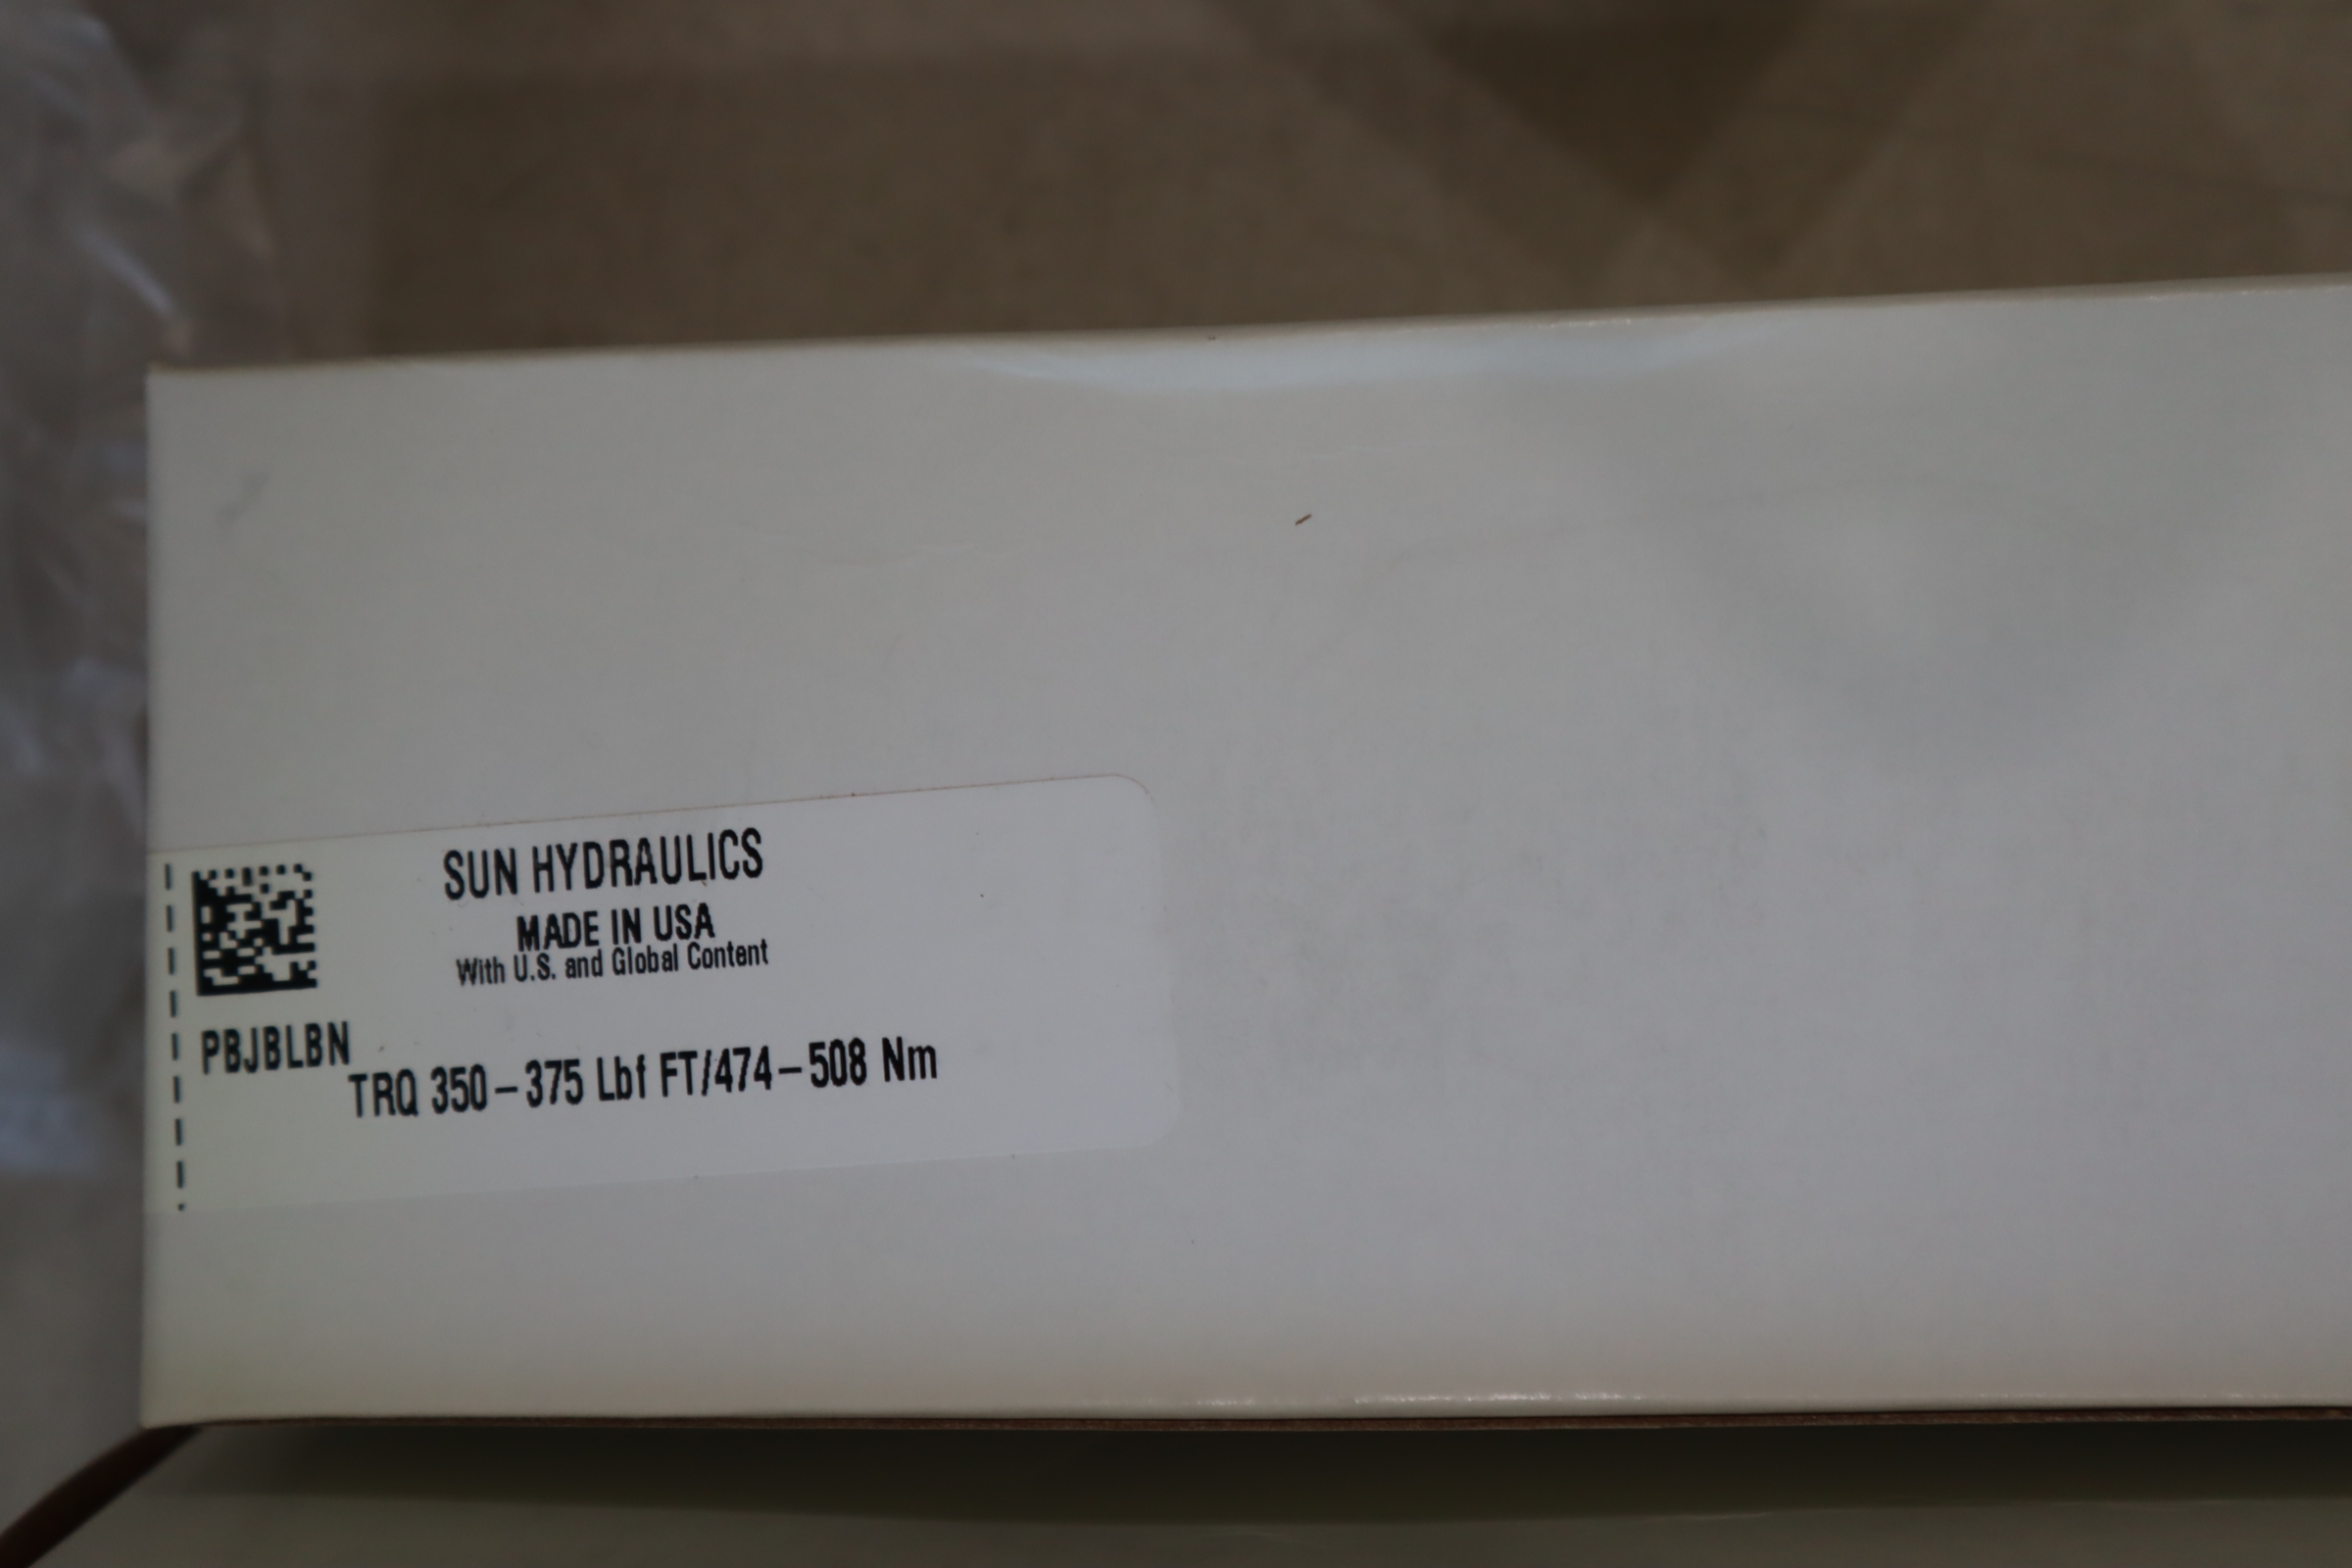 SUN HYDRAULICS
MADE IN USA
With U.S. and Global Content
PBJBLBN
TRQ 350-375 Lbf FT/474-508 Nm